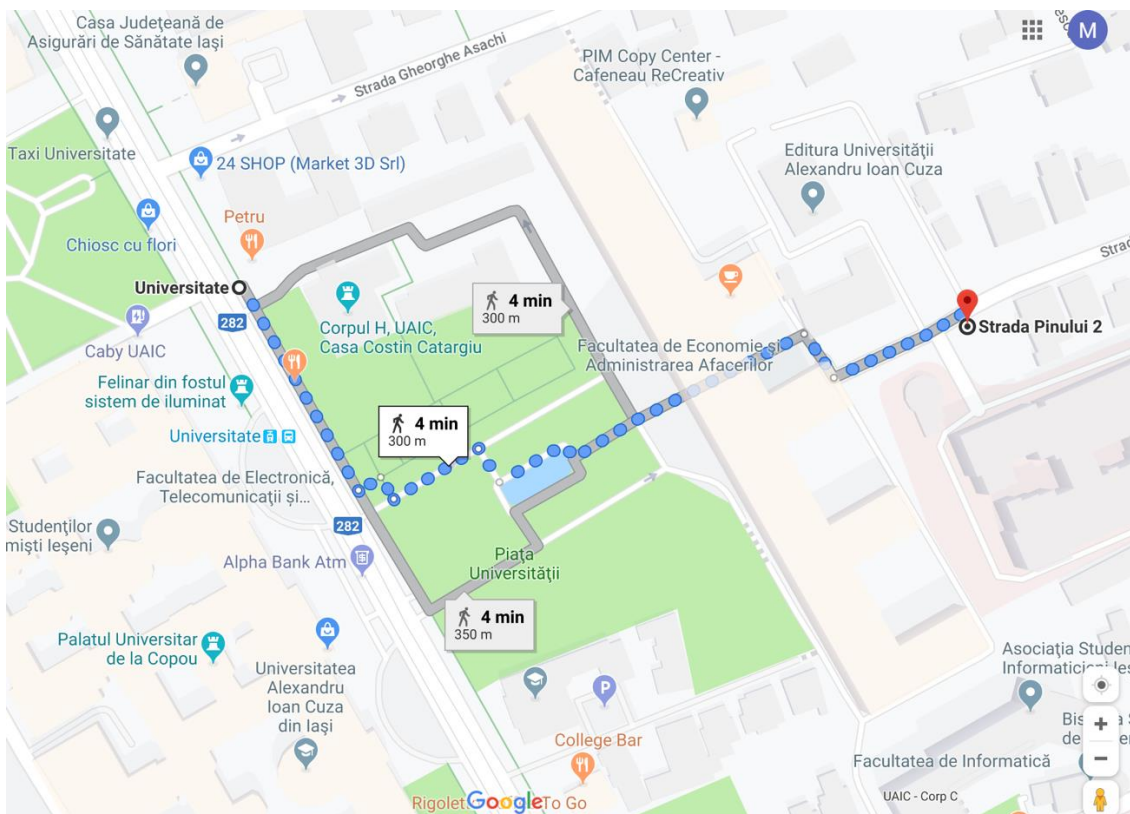 Casa Județeană de
Asigurări de Sănătate Iași
M
Strada Gheorghe Asachi
PIM Copy Center -
Cafeneau ReCreativ
Taxi Universitate
24 SHOP (Market 3D Srl)
Editura Universității
Alexandru Ioan Cuza
Petru
Chiosc cu flori
Universitate
282
Corpul H, UAIC,
Casa Costin Catargiu
4 min
300 m
Facultatea de Economie și
Administrarea Afacerilor
Strada Pinului 2
Caby UAIC
Felinar din fostul
sistem de iluminat
Universitate
4 min
300 m
Facultatea de Electronică,
Telecomunicații și...
282
Studenților
Alpha Bank Atm
Piața
Universității
4 min
350 m
Palatul Universitar
de la Copou
Universitatea
Alexandru
Ioan Cuza
din Iași
P
College Bar
Facultatea de Informatică
UAIC - Corp C
Google
To Go